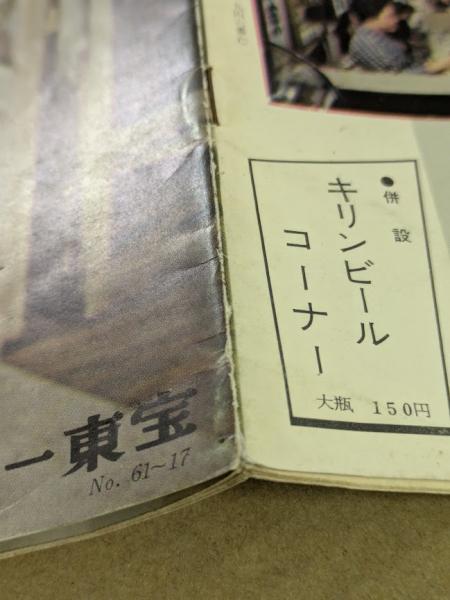 ●併設
キリンビール
コーナー
大瓶 150円
ー東宝
No. 61~17